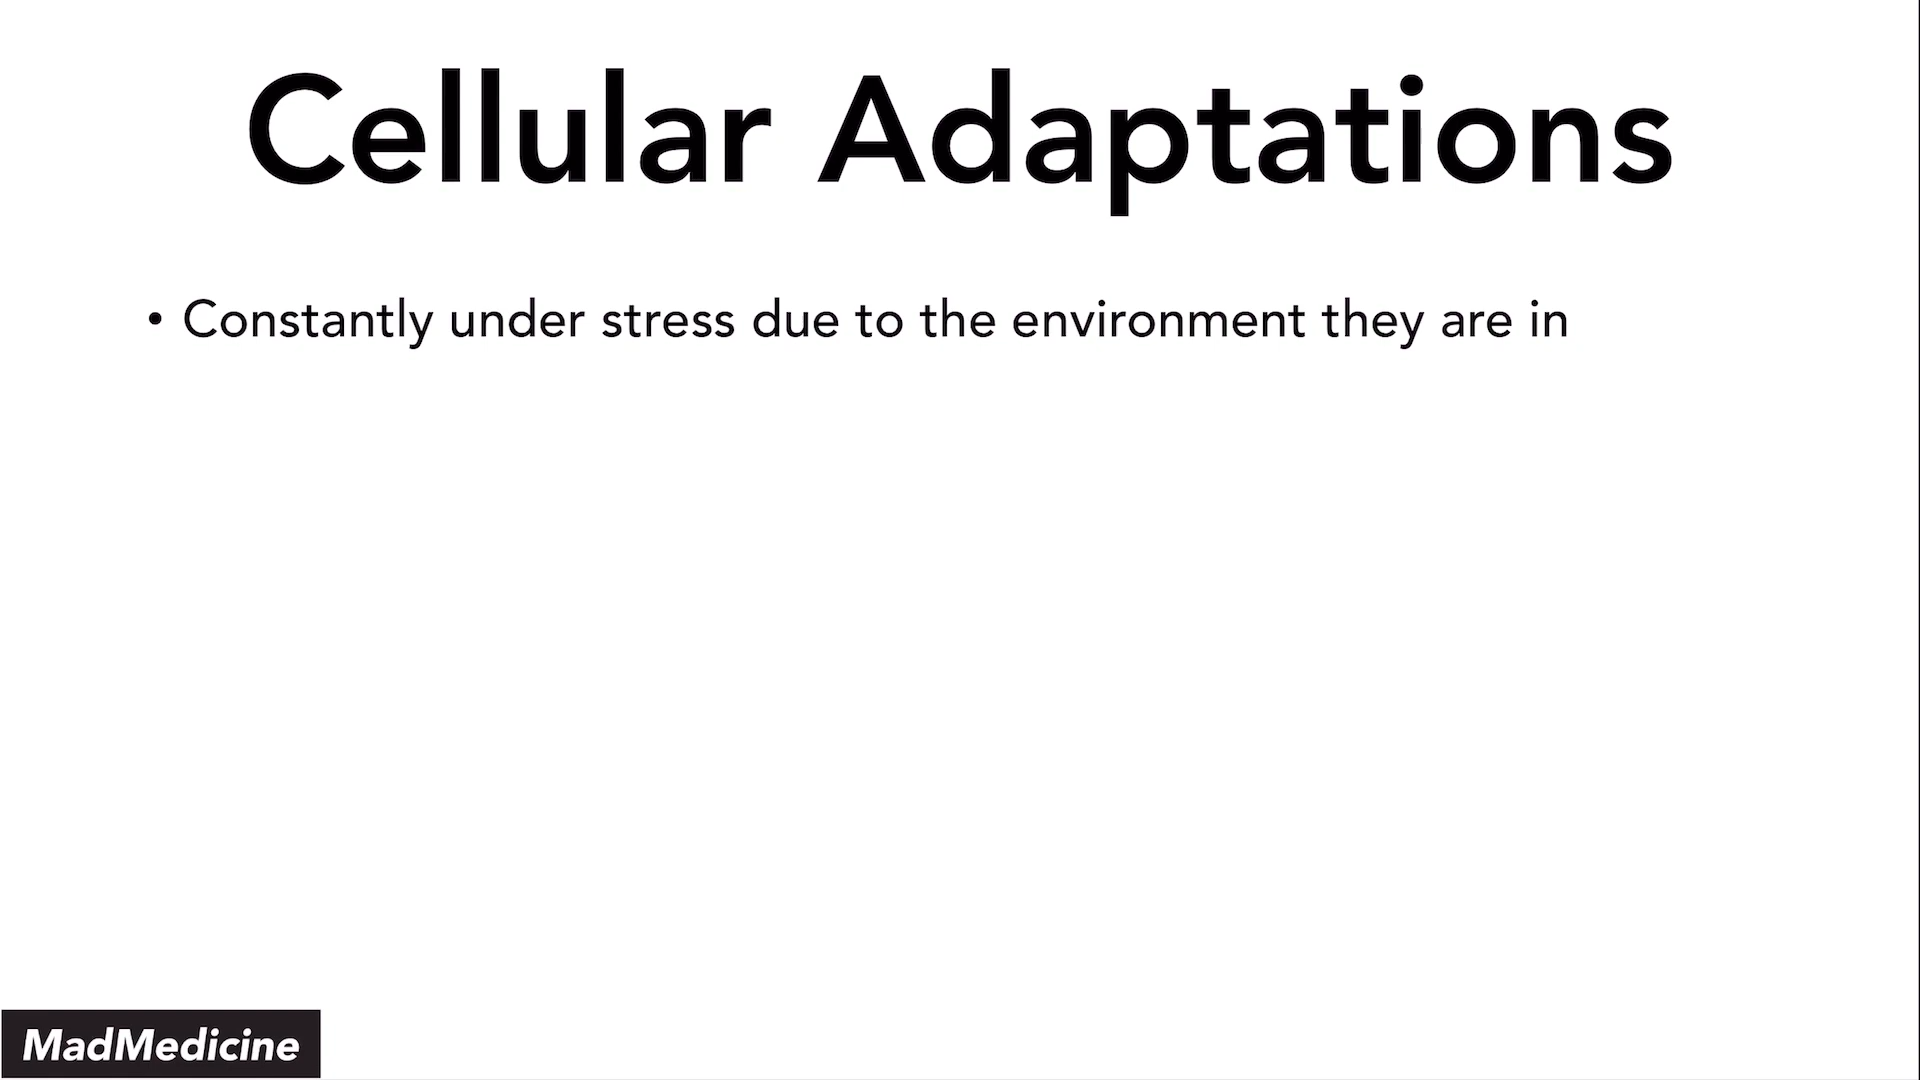 Cellular Adaptations
• Constantly under stress due to the environment they are in
MadMedicine